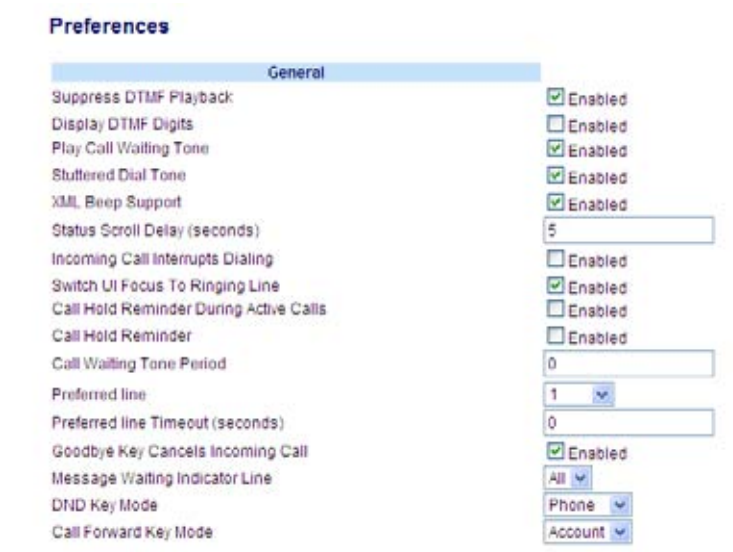 Preferences
General
Suppress DTMF Playback Enabled
Display DTMF Digits Enabled
Play Call Waiting Tone Enabled
Stuttered Dial Tone Enabled
XML Beep Support Enabled
Status Scroll Delay (seconds) 5
Incoming Call Interrupts Dialing Enabled
Switch UI Focus To Ringing Line Enabled
Call Hold Reminder During Active Calls Enabled
Call Hold Reminder Enabled
Call Waiting Tone Period 0
Preferred line 1
Preferred line Timeout (seconds) 0
Goodbye Key Cancels Incoming Call Enabled
Message Waiting Indicator Line All
DND Key Mode Phone
Call Forward Key Mode Account